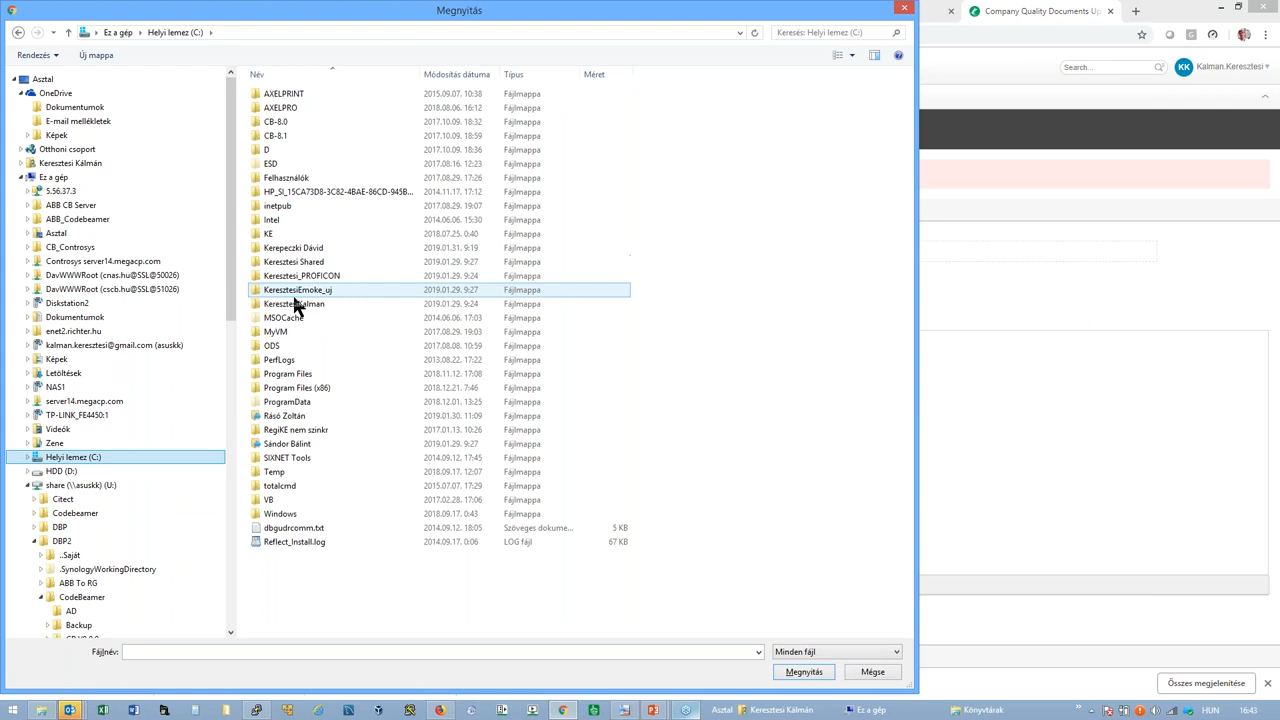 Megnyitás
Company Quality Documents Up
Ez a gép
Helyi lemez (C:)
Keresés: Helyi lemez (C:)
Search...
KK
Kalman.Keresztesi
Rendezés
Új mappa
Asztal
OneDrive
Dokumentumok
E-mail mellékletek
Képek
Otthoni csoport
Keresztesi Kálmán
Ez a gép
5.56.37.3
ABB CB Server
ABB_Codebeamer
Asztal
CB_Controsys
Controsys server14.megacp.com
DavWWWRoot (cnas.hu@SSL@50026)
DavWWWRoot (cscb.hu@SSL@51026)
Diskstation2
Dokumentumok
enet2.richter.hu
kalman.keresztesi@gmail.com (asuskk)
Képek
Letöltések
NAS1
server14.megacp.com
TP-LINK_FE4450:1
Videók
Zene
Helyi lemez (C:)
HDD (D:)
share (\\asuskk) (U:)
Citect
Codebeamer
DBP
DBP2
..Saját
.SynologyWorkingDirectory
ABB To RG
CodeBeamer
AD
Backup
Név Módosítás dátuma Típus Méret
AXELPRINT 2015.09.07. 10:38 Fájlmappa
AXELPRO 2018.08.06. 16:12 Fájlmappa
CB-8.0 2017.10.09. 18:32 Fájlmappa
CB-8.1 2017.10.09. 18:59 Fájlmappa
D 2017.10.09. 18:36 Fájlmappa
ESD 2017.08.16. 12:23 Fájlmappa
Felhasználók 2017.08.29. 17:26 Fájlmappa
HP_SI_15CA73D8-3C82-4BAE-86CD-945B... 2014.11.17. 17:12 Fájlmappa
inetpub 2017.08.29. 19:07 Fájlmappa
Intel 2014.06.06. 15:30 Fájlmappa
KE 2018.07.25. 0:40 Fájlmappa
Kerepeczki Dávid 2019.01.31. 9:19 Fájlmappa
Keresztesi Shared 2019.01.29. 9:27 Fájlmappa
Keresztesi_PROFICON 2019.01.29. 9:24 Fájlmappa
KeresztesiEmoke_uj 2019.01.29. 9:27 Fájlmappa
KeresztesiKalman 2019.01.29. 9:24 Fájlmappa
MSOCache 2014.06.06. 17:03 Fájlmappa
MyVM 2017.08.29. 19:03 Fájlmappa
ODS 2017.08.08. 10:59 Fájlmappa
PerfLogs 2013.08.22. 17:22 Fájlmappa
Program Files 2018.11.12. 17:08 Fájlmappa
Program Files (x86) 2018.12.21. 7:46 Fájlmappa
ProgramData 2018.12.01. 13:25 Fájlmappa
Rásó Zoltán 2019.01.30. 11:09 Fájlmappa
RegiKE nem szinkr 2017.01.13. 10:26 Fájlmappa
Sándor Bálint 2019.01.29. 9:27 Fájlmappa
SIXNET Tools 2014.09.12. 17:45 Fájlmappa
Temp 2018.09.17. 12:07 Fájlmappa
totalcmd 2015.07.07. 17:29 Fájlmappa
VB 2017.02.28. 17:06 Fájlmappa
Windows 2018.09.17. 0:43 Fájlmappa
dbgudrcomm.txt 2014.09.12. 18:05 Szöveges dokume... 5 KB
Reflect_Install.log 2014.09.17. 0:06 LOG fájl 67 KB
Fájlnév:
Minden fájl
Megnyitás
Mégse
Összes megjelenítése
Asztal
Keresztesi Kálmán
Ez a gép
Könyvtárak
HUN
16:43